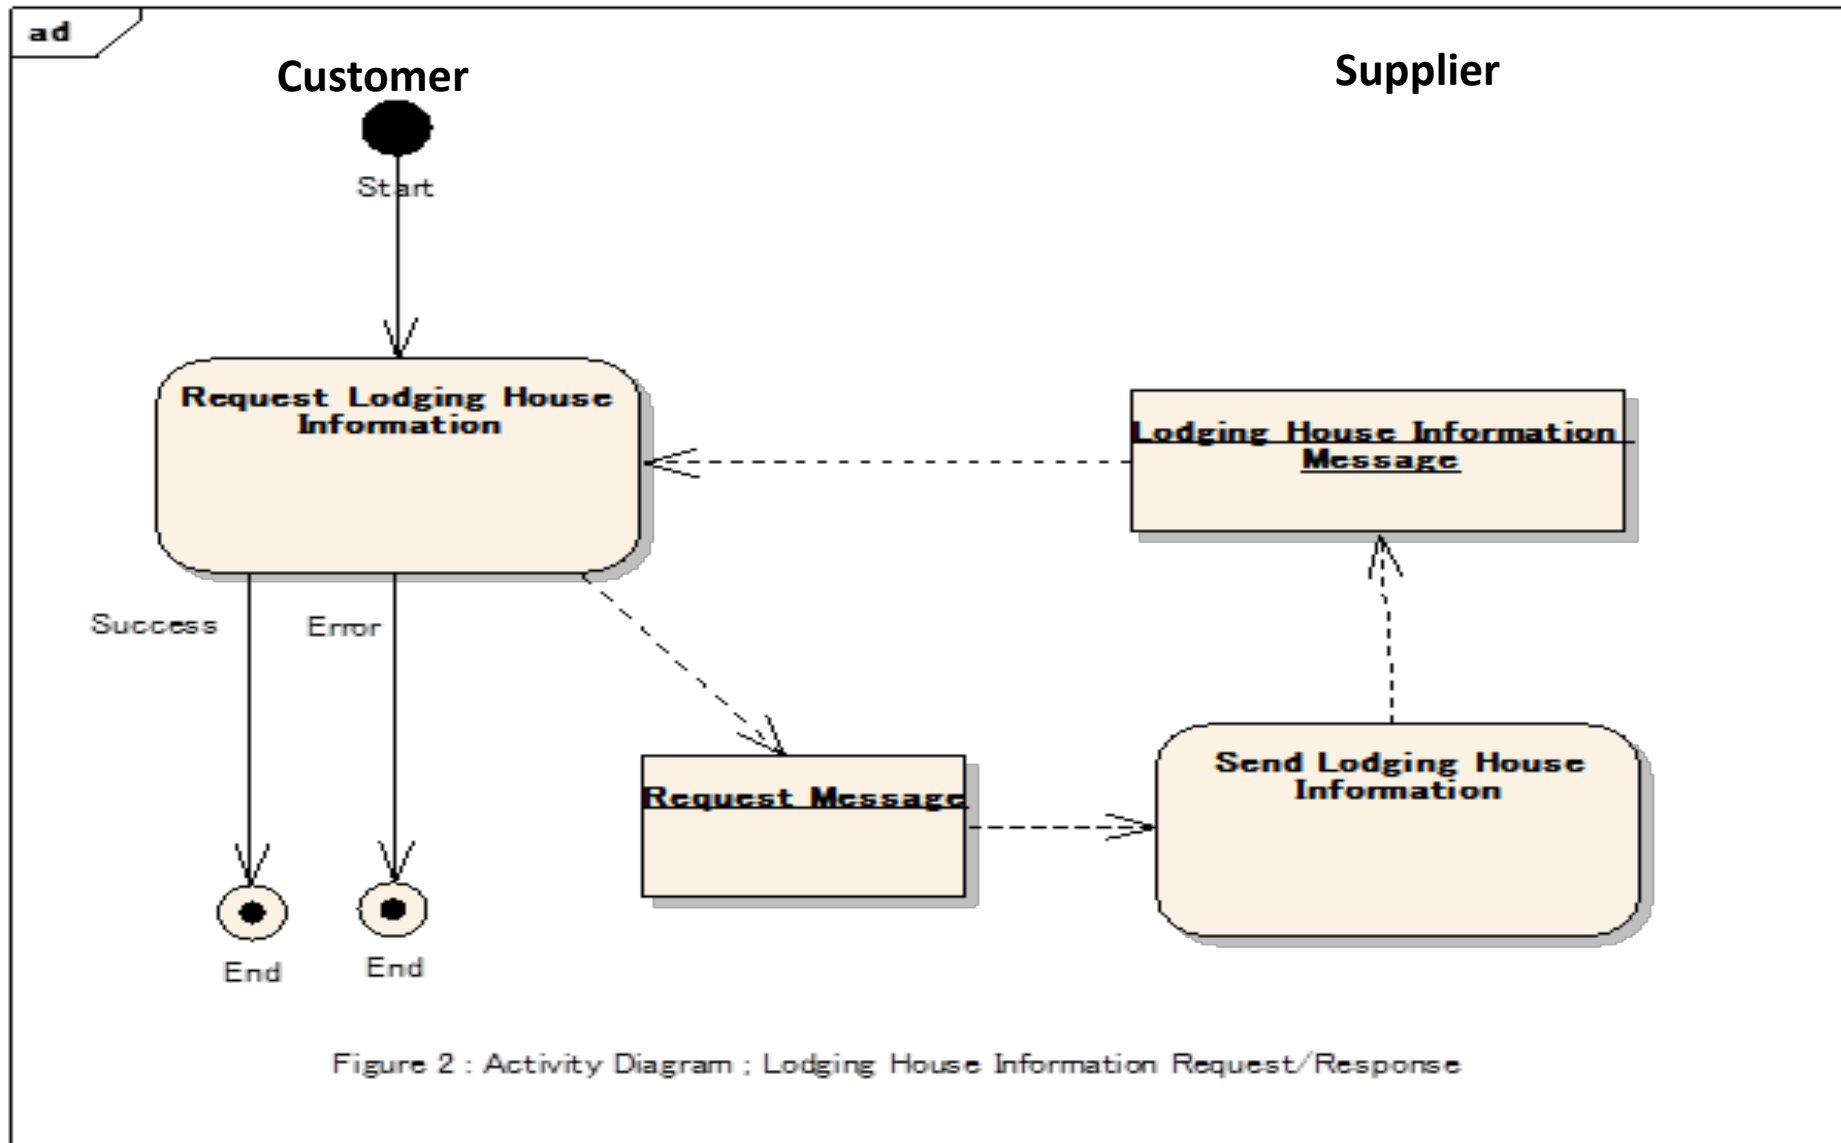 ad
Customer
Supplier
Start
Request Lodging House
Information
Lodging House Information
Message
Success
Error
Request Message
Send Lodging House
Information
End
End
Figure 2 : Activity Diagram ; Lodging House Information Request/Response